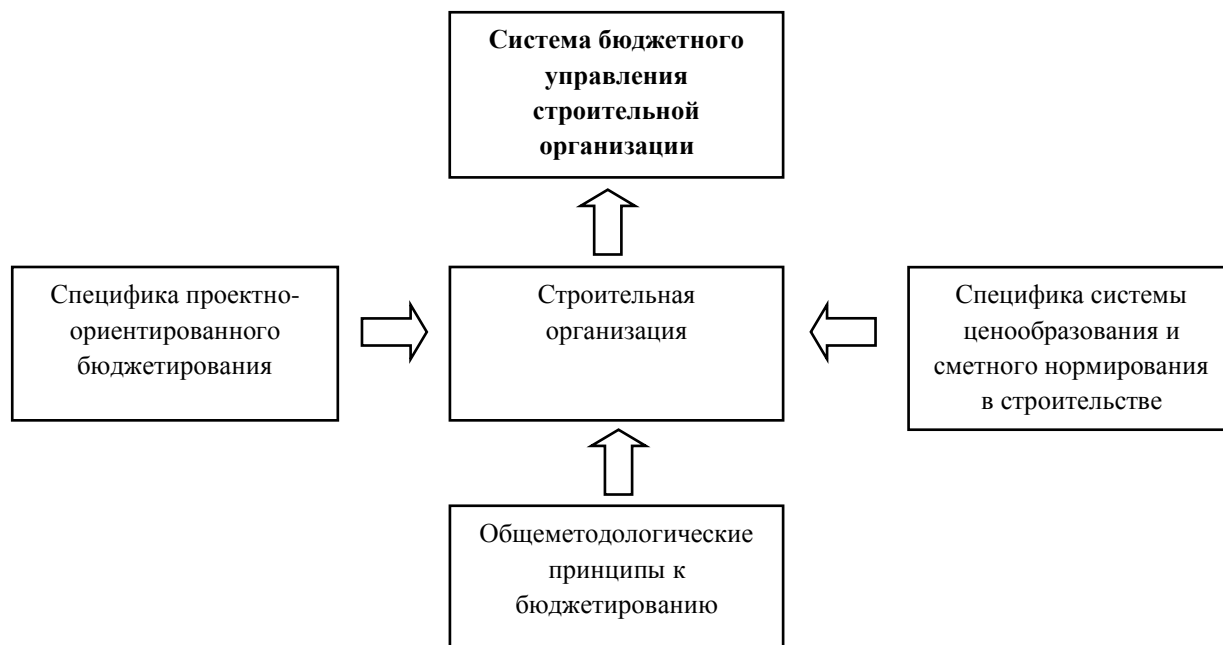 Система бюджетного
управления
строительной
организации
Специфика проектно-
ориентированного
бюджетирования
Строительная
организация
Специфика системы
ценообразования и
сметного нормирования
в строительстве
Общеметодологические
принципы к
бюджетированию